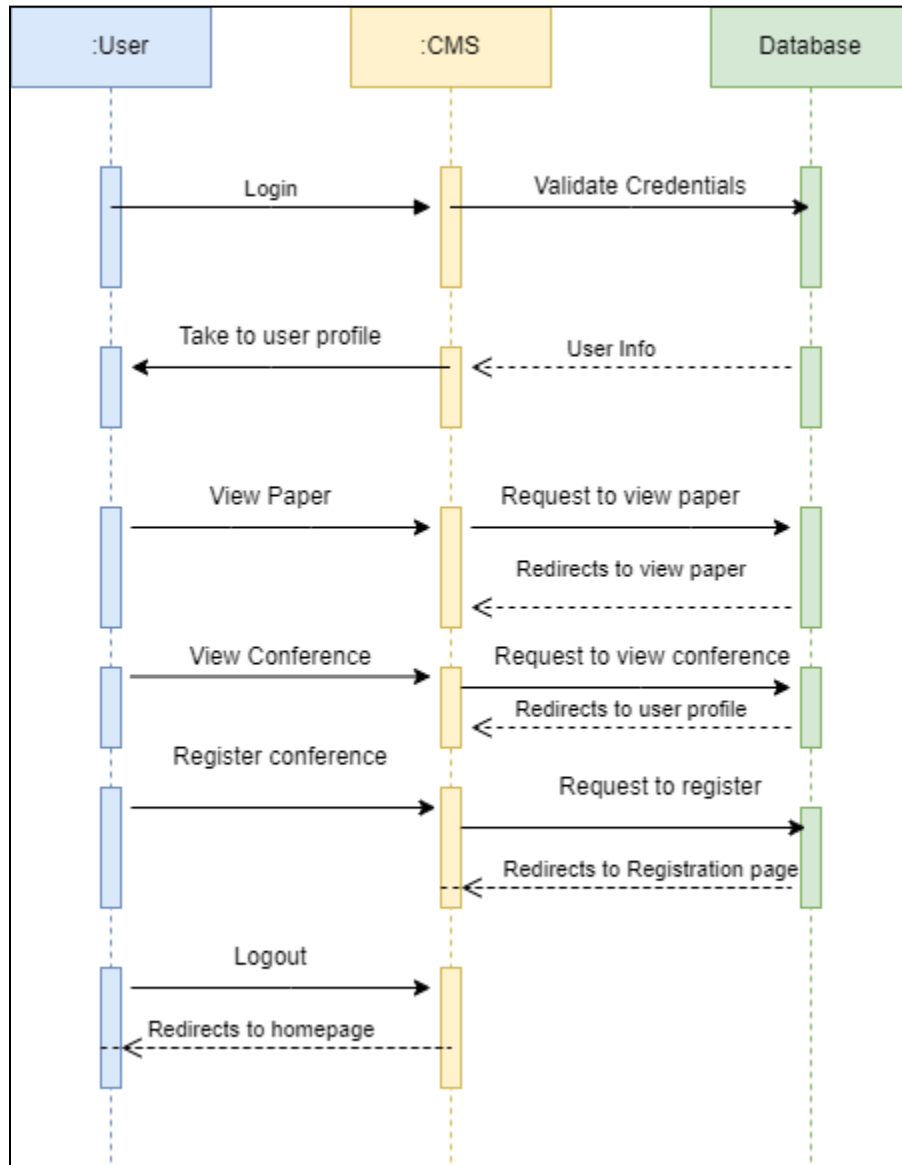 :User
:CMS
Database
Login
Validate Credentials
Take to user profile
User Info
View Paper
Request to view paper
Redirects to view paper
View Conference
Request to view conference
Redirects to user profile
Register conference
Request to register
Redirects to Registration page
Logout
Redirects to homepage